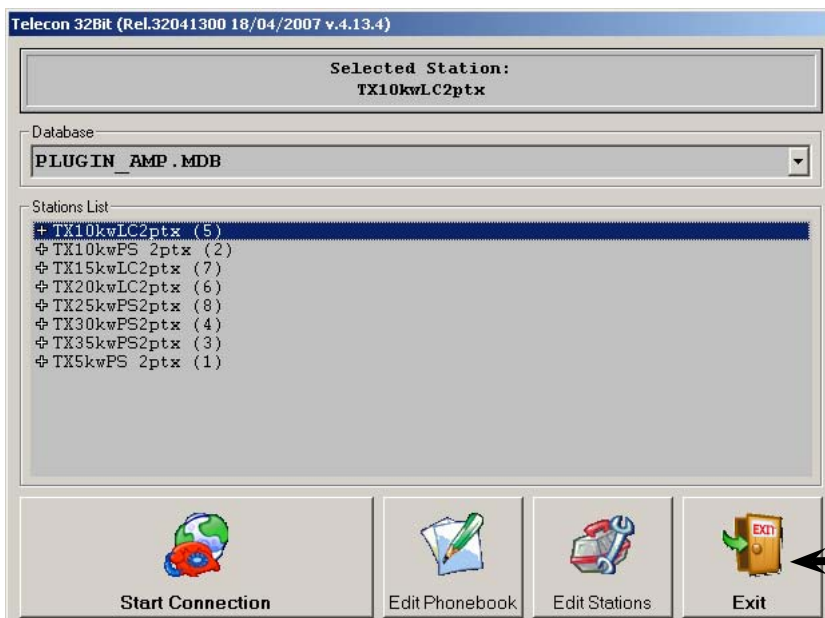 Telecon 32Bit (Rel.32041300 18/04/2007 v.4.13.4)
Selected Station:
TX10kwLC2ptx
Database
PLUGIN_AMP.MDB
Stations List
TX10kwLC2ptx (5)
TX10kwPS 2ptx (2)
TX15kwLC2ptx (7)
TX20kwLC2ptx (6)
TX25kwPS2ptx (8)
TX30kwPS2ptx (4)
TX35kwPS2ptx (3)
TX5kwPS 2ptx (1)
EXIT
Start Connection
Edit Phonebook
Edit Stations
Exit